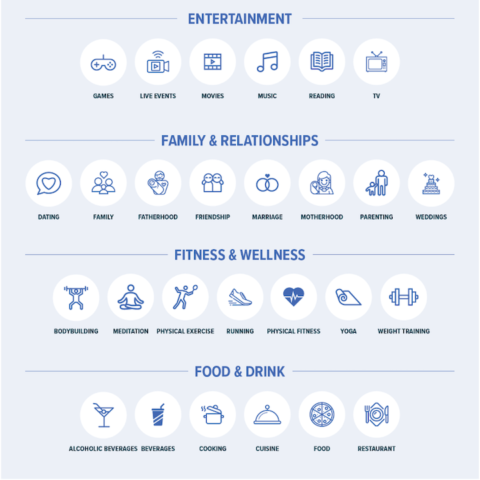 ENTERTAINMENT
GAMES LIVE EVENTS MOVIES MUSIC READING TV
FAMILY & RELATIONSHIPS
DATING FAMILY FATHERHOOD FRIENDSHIP MARRIAGE MOTHERHOOD PARENTING WEDDINGS
FITNESS & WELLNESS
BODYBUILDING MEDITATION PHYSICAL EXERCISE RUNNING PHYSICAL FITNESS YOGA WEIGHT TRAINING
FOOD & DRINK
ALCOHOLIC BEVERAGES BEVERAGES COOKING CUISINE FOOD RESTAURANT